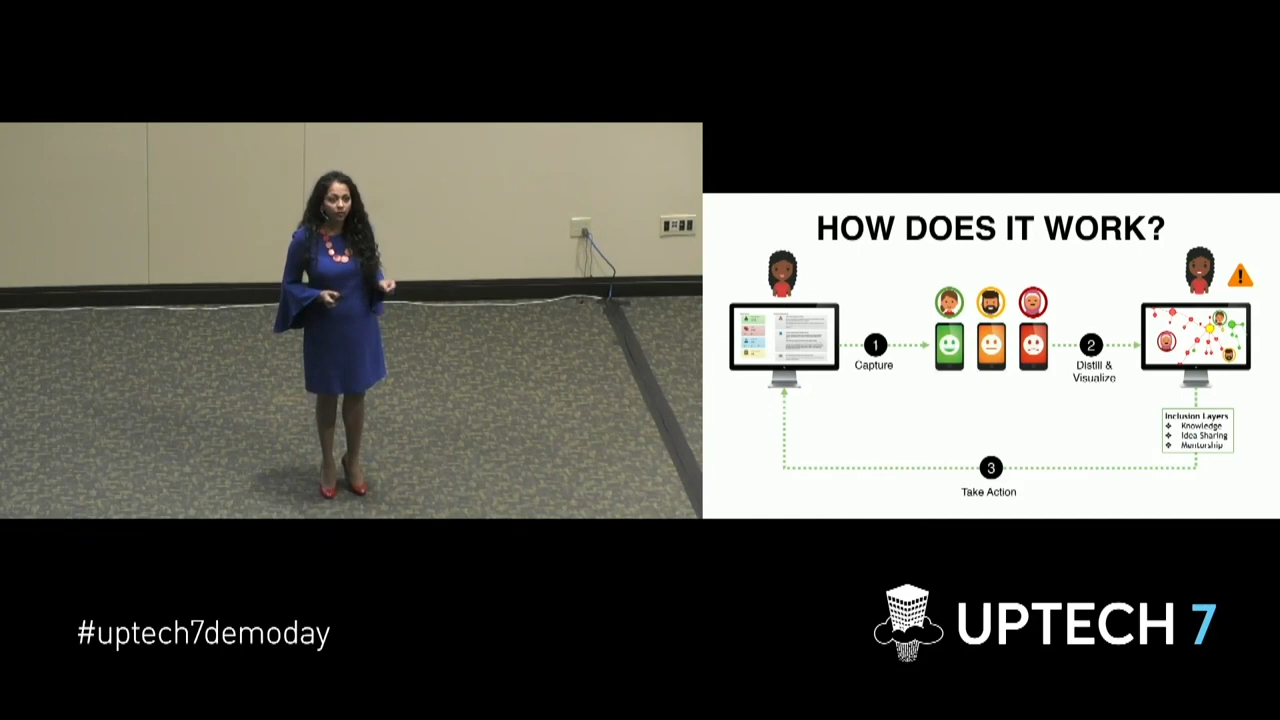 HOW DOES IT WORK?
1
Capture
2
Distill &
Visualize
Inclusion Layers
❖ Knowledge
❖ Idea Sharing
❖ Mentorship
3
Take Action
#uptech7demoday
UPTECH 7